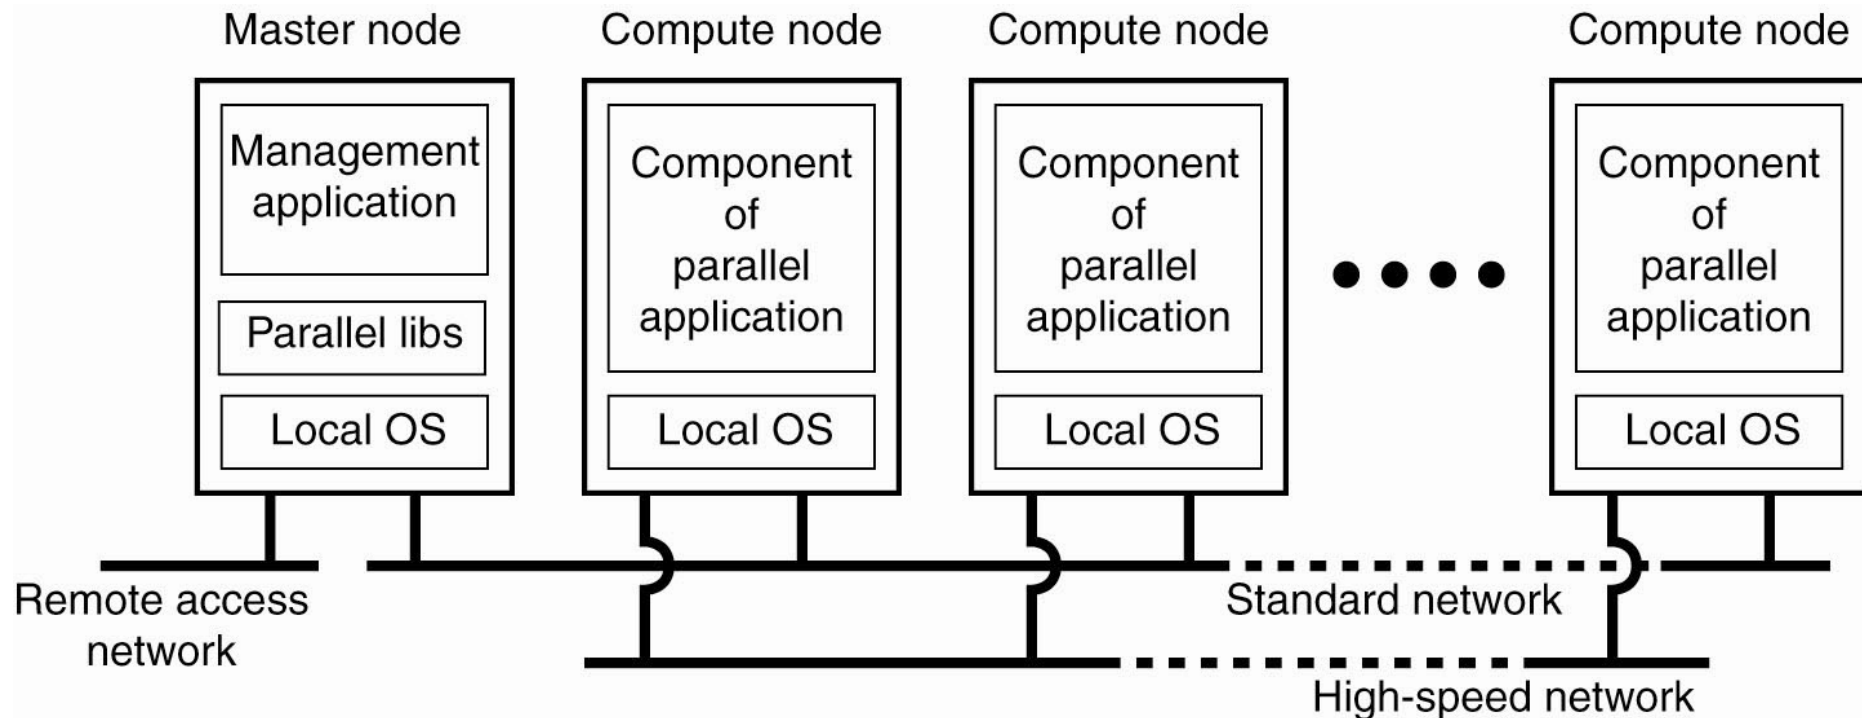 Master node
Compute node
Compute node
Compute node
Management
application
Parallel libs
Local OS
Component
of
parallel
application
Local OS
Component
of
parallel
application
Local OS
Component
of
parallel
application
Local OS
Remote access
network
Standard network
High-speed network